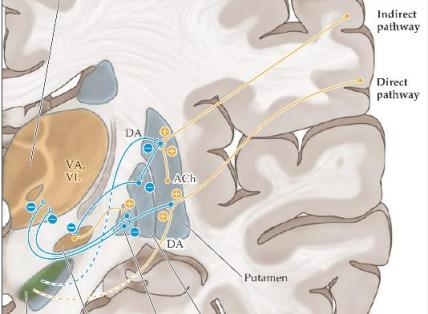 Indirect
pathway
Direct
pathway
DA
VA,
VL
ACh
DA
Putamen